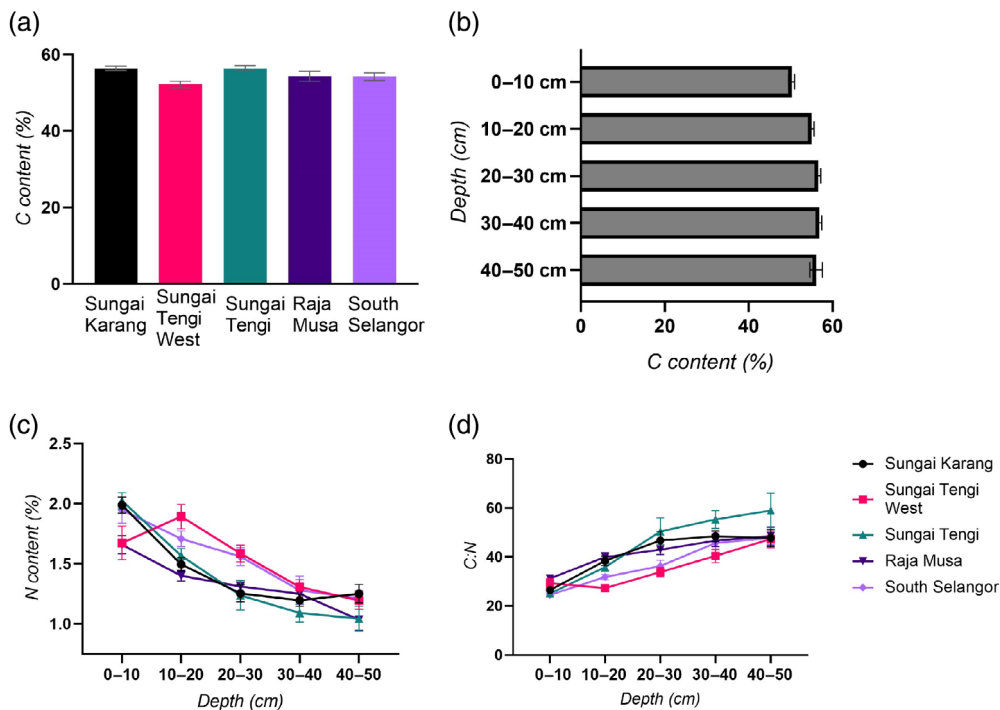 (a)
C content (%)
60
40
20
0
Sungai Karang
Sungai Tengi West
Sungai Tengi
Raja Musa
South Selangor
(b)
Depth (cm)
0–10 cm
10–20 cm
20–30 cm
30–40 cm
40–50 cm
0 20 40 60
C content (%)
(c)
N content (%)
2.5
2.0
1.5
1.0
0–10 10–20 20–30 30–40 40–50
Depth (cm)
(d)
C:N
80
60
40
20
0
0–10 10–20 20–30 30–40 40–50
Depth (cm)
Sungai Karang
Sungai Tengi
West
Sungai Tengi
Raja Musa
South Selangor